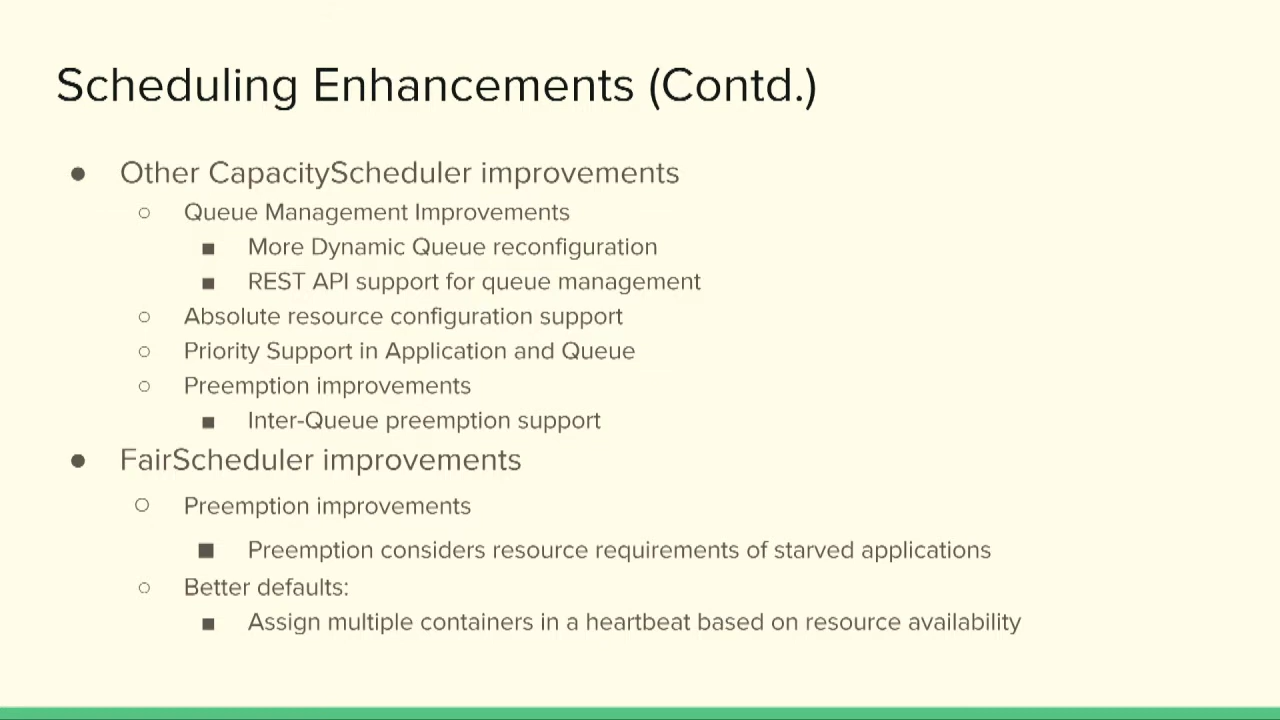 Scheduling Enhancements (Contd.)
● Other CapacityScheduler improvements
○ Queue Management Improvements
■ More Dynamic Queue reconfiguration
■ REST API support for queue management
○ Absolute resource configuration support
○ Priority Support in Application and Queue
○ Preemption improvements
■ Inter-Queue preemption support
● FairScheduler improvements
○ Preemption improvements
■ Preemption considers resource requirements of starved applications
○ Better defaults:
■ Assign multiple containers in a heartbeat based on resource availability